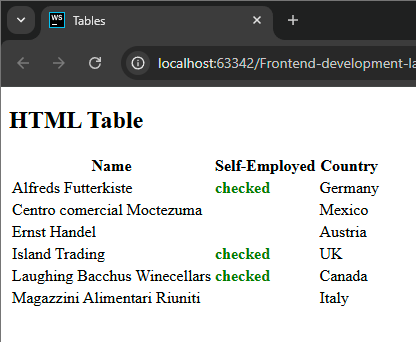 WS Tables
localhost:63342/Frontend-development-la
HTML Table
Name Self-Employed Country
Alfreds Futterkiste checked Germany
Centro comercial Moctezuma Mexico
Ernst Handel Austria
Island Trading checked UK
Laughing Bacchus Winecellars checked Canada
Magazzini Alimentari Riuniti Italy